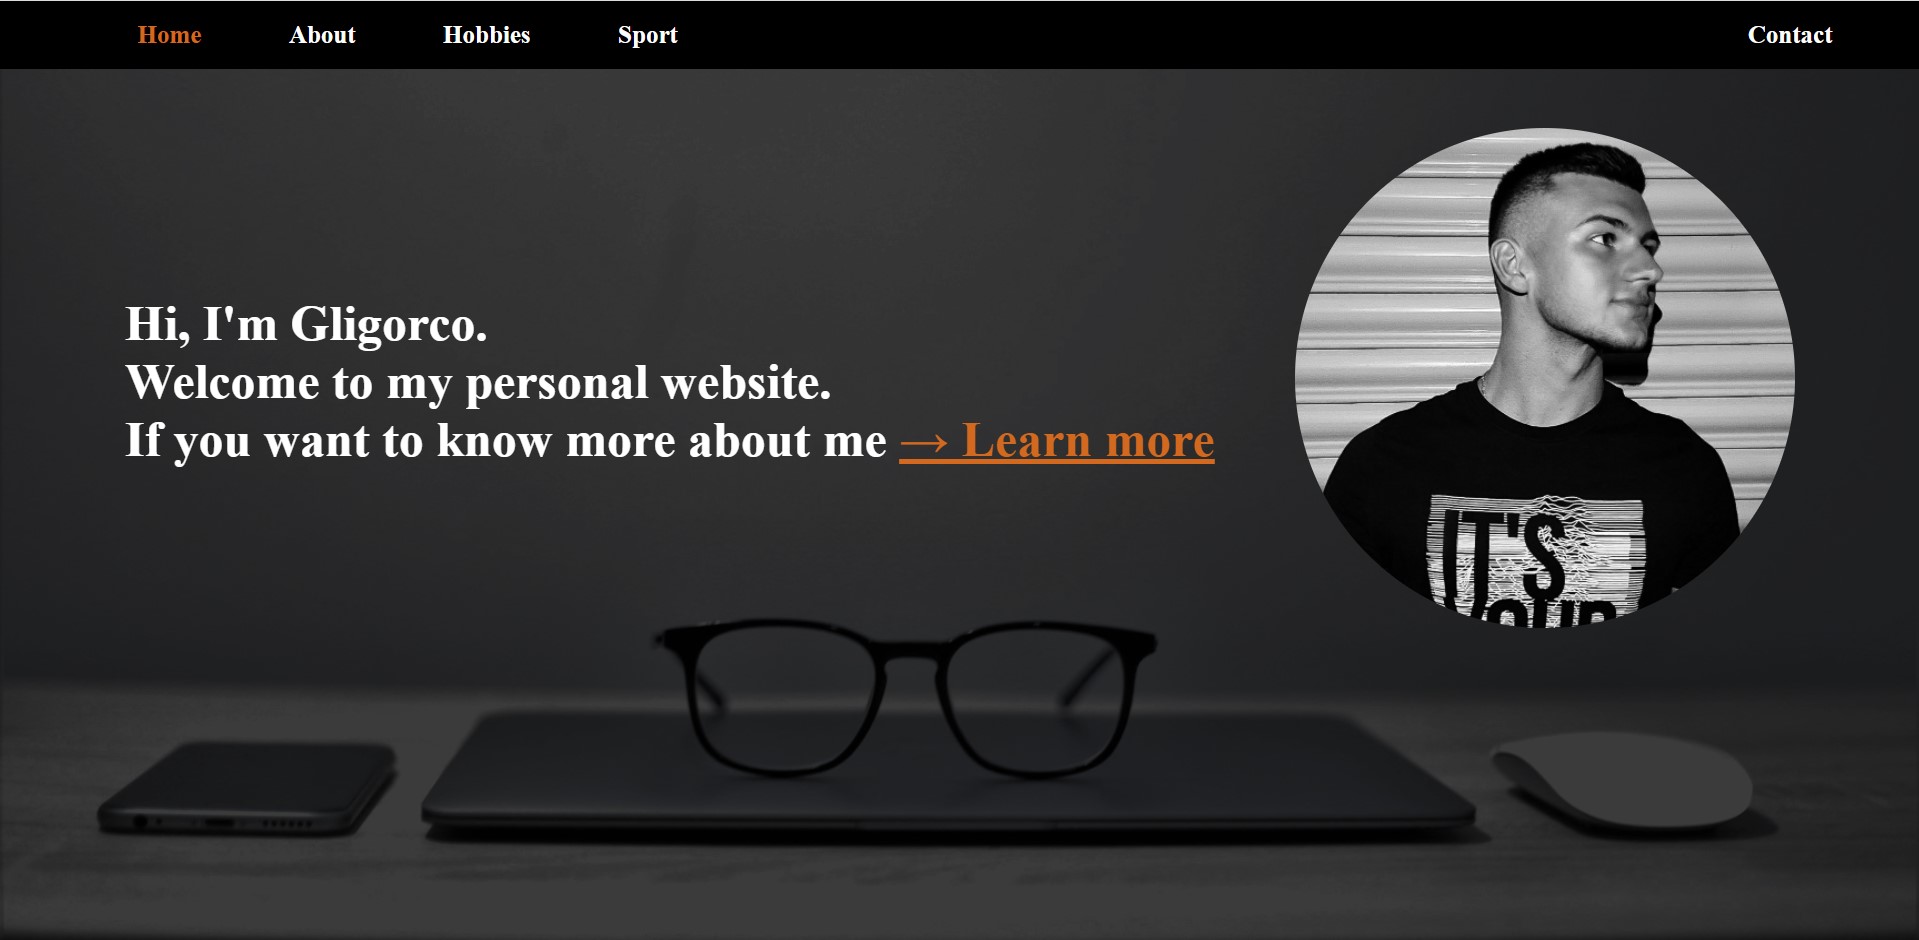 Home About Hobbies Sport Contact
Hi, I'm Gligorco.
Welcome to my personal website.
If you want to know more about me → Learn more
IT'S
YOUR